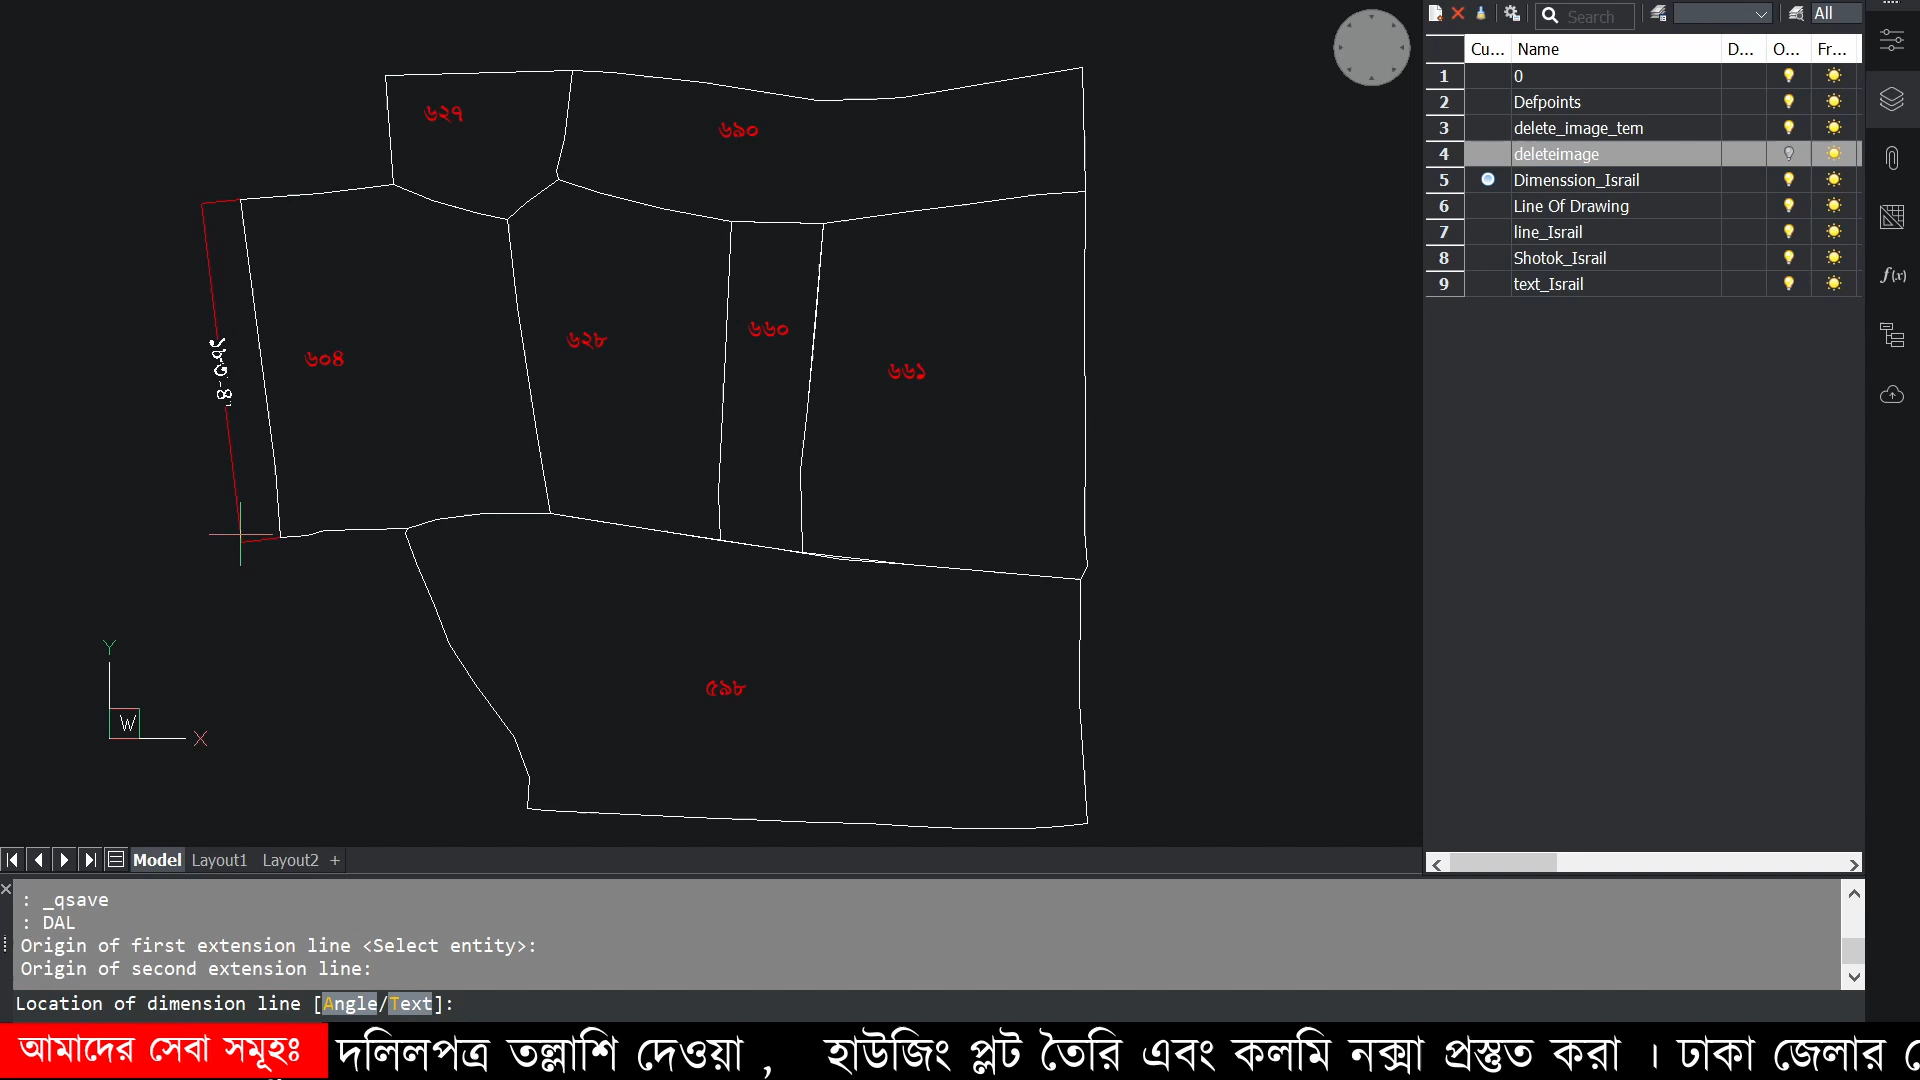 Search
All
Cu... Name D... O... Fr...
1 0
2 Defpoints
3 delete_image_tem
4 deleteimage
5 Dimenssion_Israil
6 Line Of Drawing
7 line_Israil
8 Shotok_Israil
9 text_Israil
f(x)
৬২৭
৬৯০
৬০৪
৬২৮
৬৬০
৬৬১
৫৯৮
Y
W
X
Model Layout1 Layout2 +
: _qsave
: DAL
Origin of first extension line <Select entity>:
Origin of second extension line:
Location of dimension line [Angle/Text]:
আমাদের সেবা সমূহঃ দলিলপত্র তল্লাশি দেওয়া , হাউজিং প্লট তৈরি এবং কলমি নক্সা প্রস্তুত করা । ঢাকা জেলার